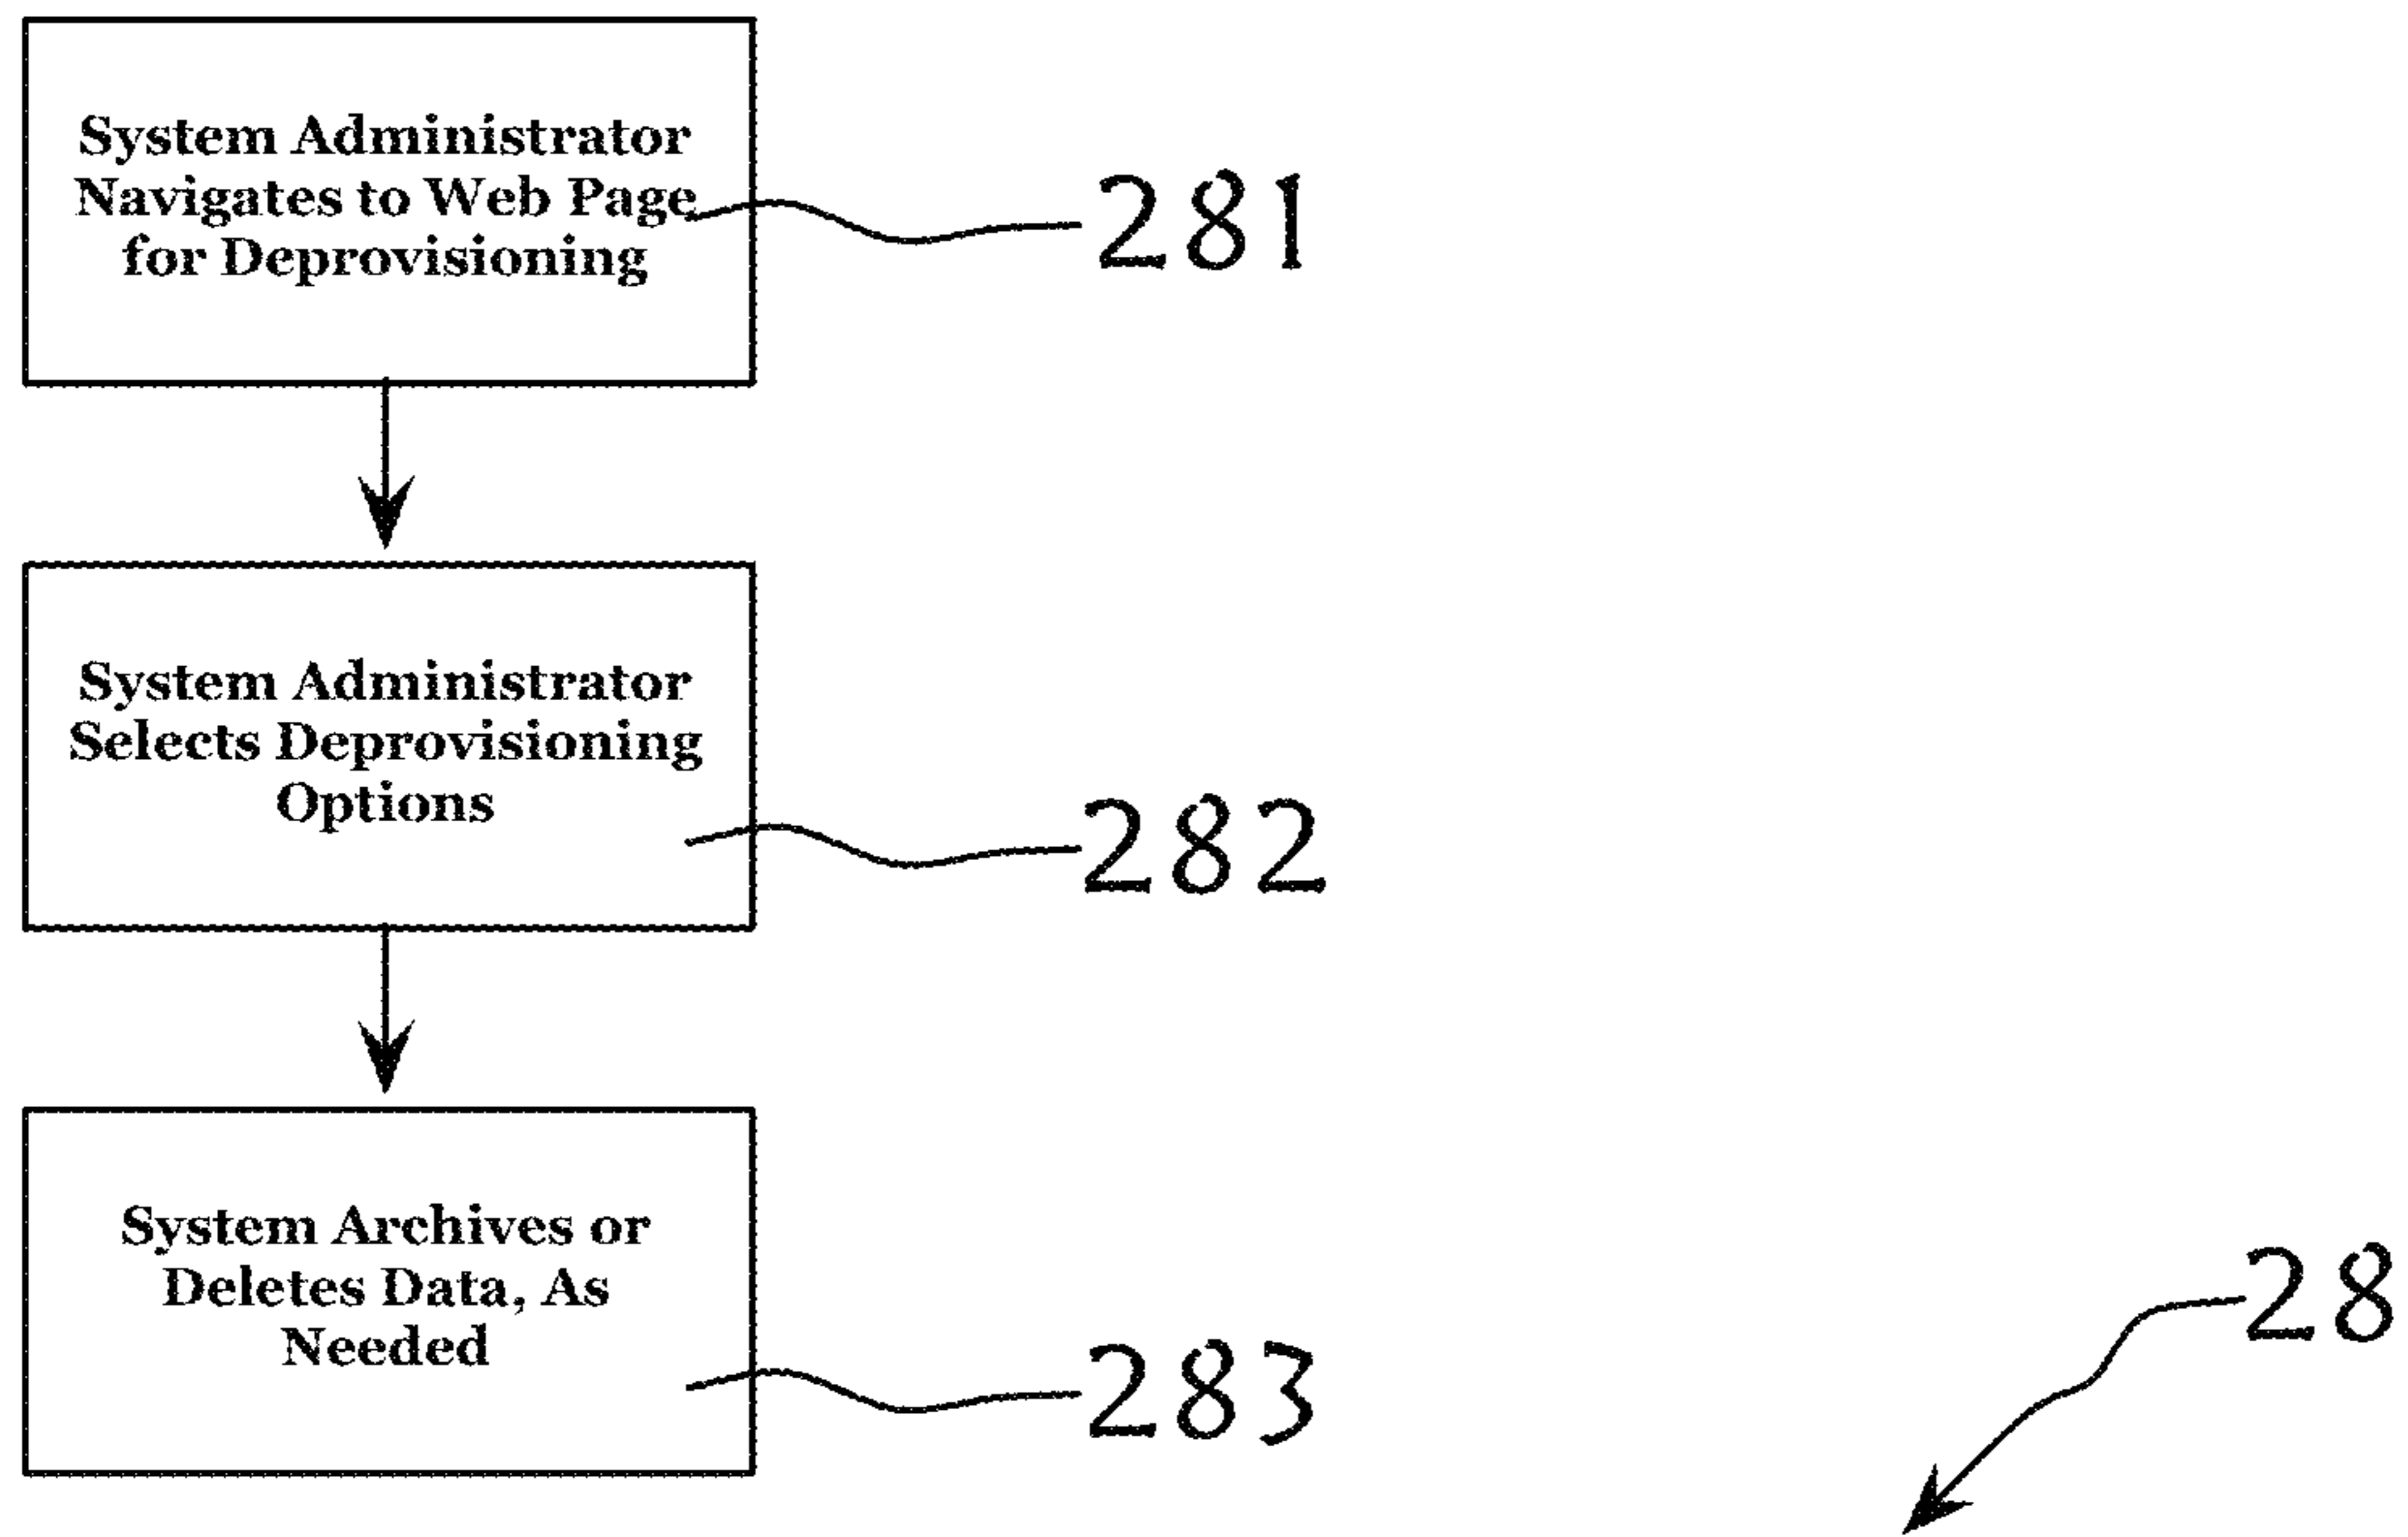 System Administrator
Navigates to Web Page
for Deprovisioning
281
System Administrator
Selects Deprovisioning
Options
282
System Archives or
Deletes Data, As
Needed
283
28